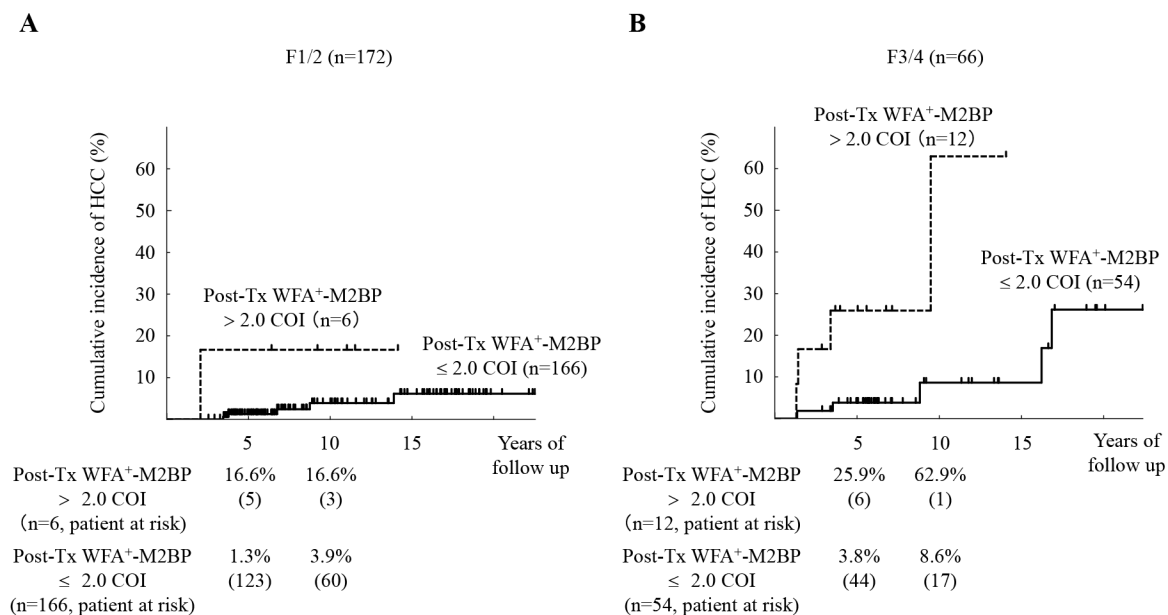 A
F1/2 (n=172)
Cumulative incidence of HCC (%)
60
50
40
30
20
10
Post-Tx WFA⁺-M2BP
> 2.0 COI (n=6)
Post-Tx WFA⁺-M2BP
≤ 2.0 COI (n=166)
5
10
15
Years of
follow up
Post-Tx WFA⁺-M2BP
> 2.0 COI
(n=6, patient at risk)
16.6%
(5)
16.6%
(3)
Post-Tx WFA⁺-M2BP
≤ 2.0 COI
(n=166, patient at risk)
1.3%
(123)
3.9%
(60)
B
F3/4 (n=66)
Cumulative incidence of HCC (%)
60
50
40
30
20
10
Post-Tx WFA⁺-M2BP
> 2.0 COI (n=12)
Post-Tx WFA⁺-M2BP
≤ 2.0 COI (n=54)
5
10
15
Years of
follow up
Post-Tx WFA⁺-M2BP
> 2.0 COI
(n=12, patient at risk)
25.9%
(6)
62.9%
(1)
Post-Tx WFA⁺-M2BP
≤ 2.0 COI
(n=54, patient at risk)
3.8%
(44)
8.6%
(17)